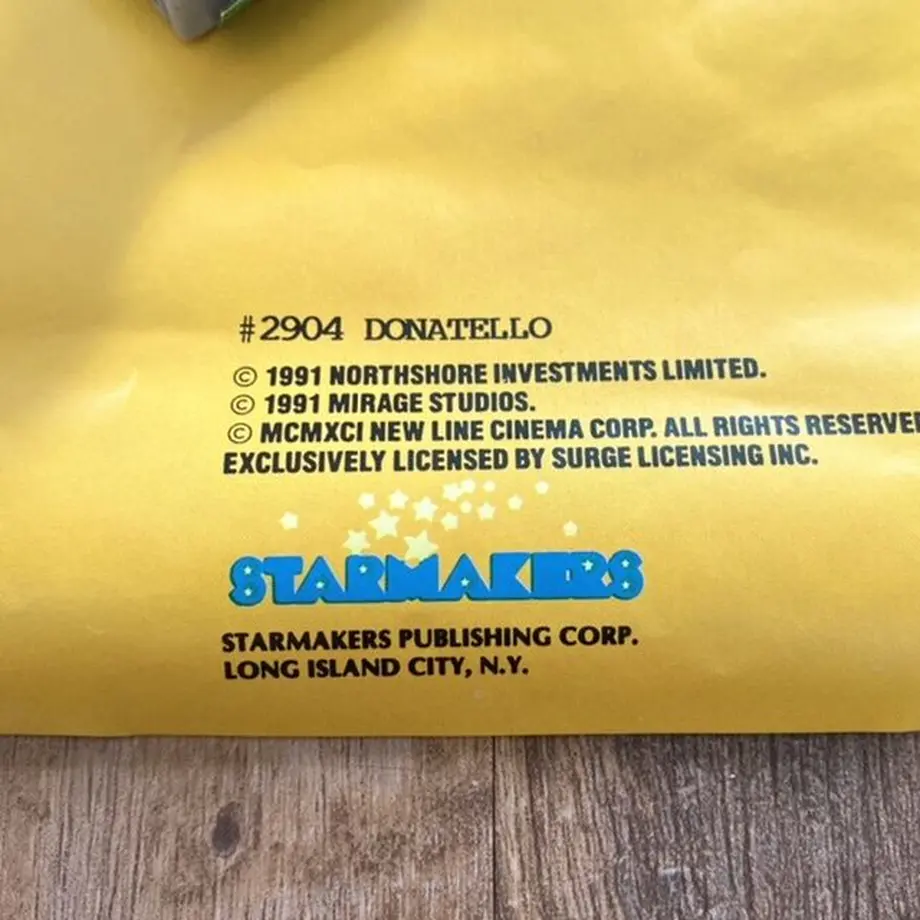 #2904 DONATELLO
© 1991 NORTHSHORE INVESTMENTS LIMITED.
© 1991 MIRAGE STUDIOS.
© MCMXCI NEW LINE CINEMA CORP. ALL RIGHTS RESERVE
EXCLUSIVELY LICENSED BY SURGE LICENSING INC.
STARMAKERS
STARMAKERS PUBLISHING CORP.
LONG ISLAND CITY, N.Y.